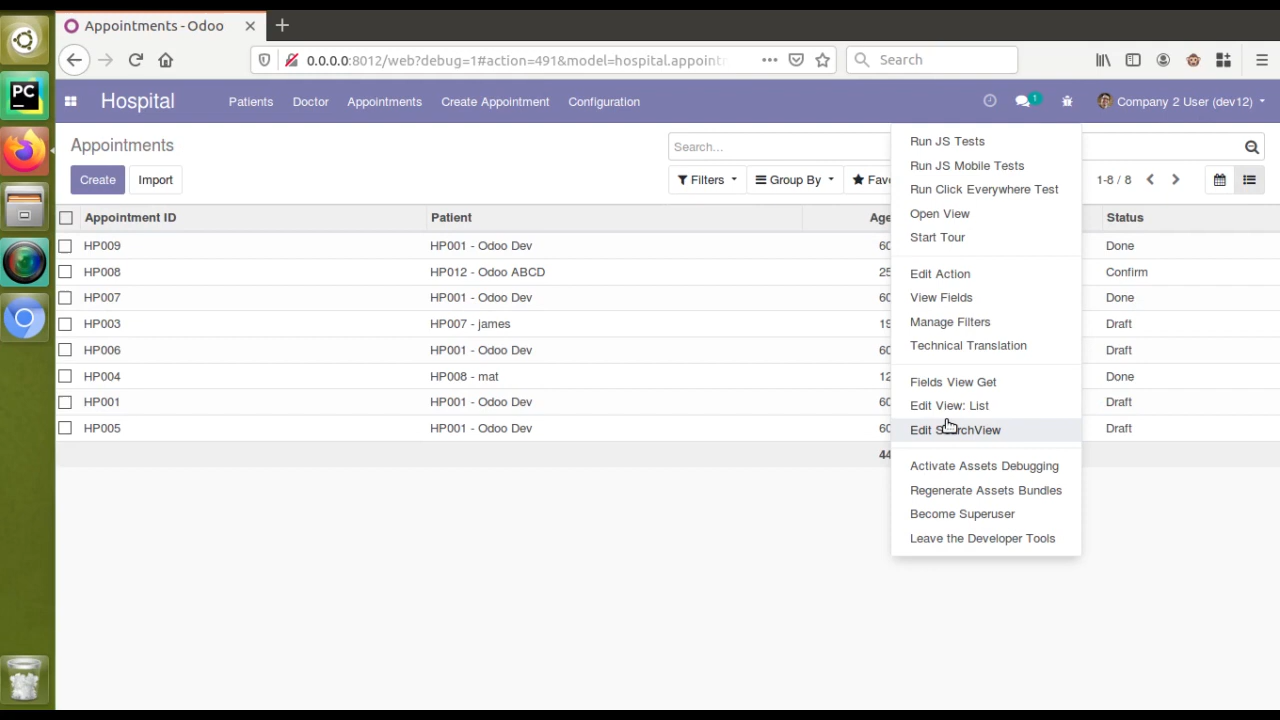 Appointments - Odoo
0.0.0.0:8012/web?debug=1#action=491&model=hospital.appoint
Search
PC
Hospital Patients Doctor Appointments Create Appointment Configuration 1 Company 2 User (dev12)
Appointments
Search...
Create Import Filters Group By Fav 1-8 / 8
Appointment ID Patient Age Status
HP009 HP001 - Odoo Dev 60 Done
HP008 HP012 - Odoo ABCD 25 Confirm
HP007 HP001 - Odoo Dev 60 Done
HP003 HP007 - james 19 Draft
HP006 HP001 - Odoo Dev 60 Draft
HP004 HP008 - mat 12 Done
HP001 HP001 - Odoo Dev 60 Draft
HP005 HP001 - Odoo Dev 60 Draft
44
Run JS Tests
Run JS Mobile Tests
Run Click Everywhere Test
Open View
Start Tour
Edit Action
View Fields
Manage Filters
Technical Translation
Fields View Get
Edit View: List
Edit SearchView
Activate Assets Debugging
Regenerate Assets Bundles
Become Superuser
Leave the Developer Tools